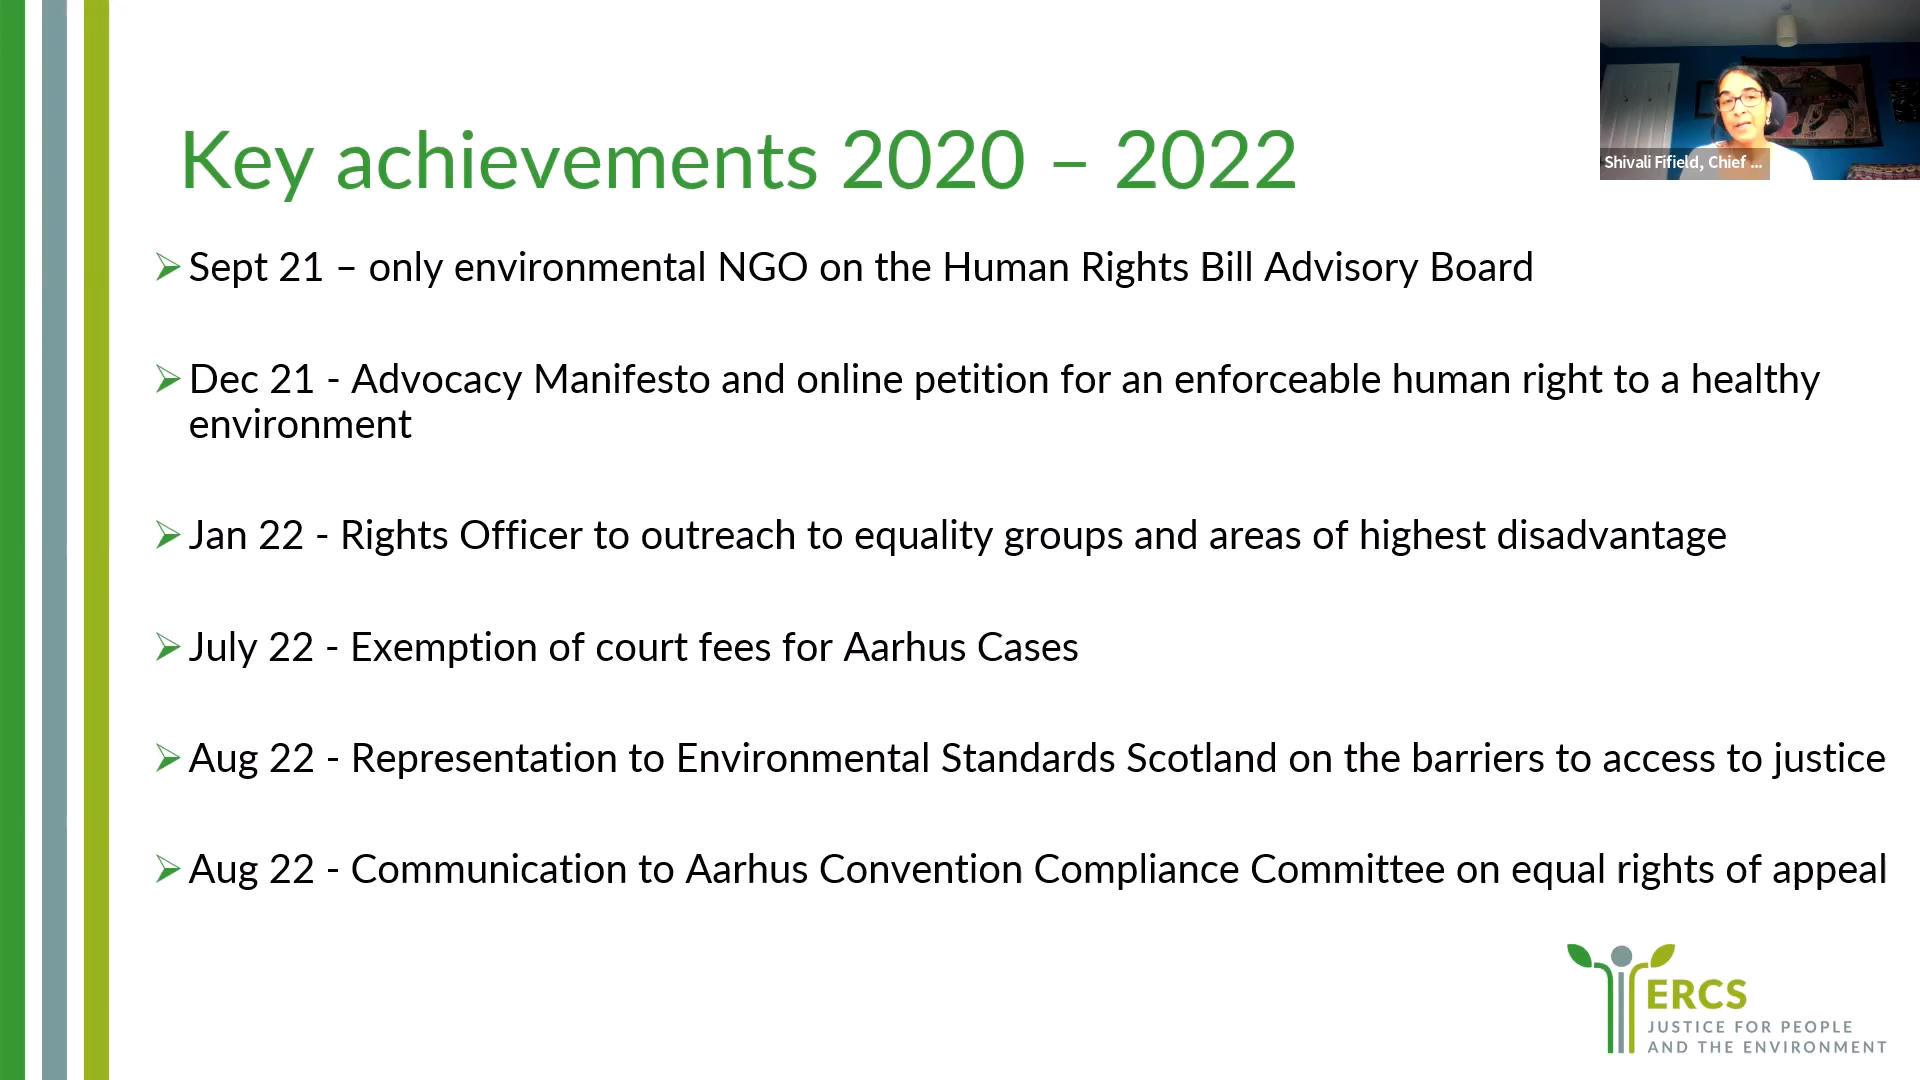 Key achievements 2020 – 2022
Shivali Fifield, Chief ...
➢ Sept 21 – only environmental NGO on the Human Rights Bill Advisory Board
➢ Dec 21 - Advocacy Manifesto and online petition for an enforceable human right to a healthy
environment
➢ Jan 22 - Rights Officer to outreach to equality groups and areas of highest disadvantage
➢ July 22 - Exemption of court fees for Aarhus Cases
➢ Aug 22 - Representation to Environmental Standards Scotland on the barriers to access to justice
➢ Aug 22 - Communication to Aarhus Convention Compliance Committee on equal rights of appeal
ERCS
JUSTICE FOR PEOPLE
AND THE ENVIRONMENT